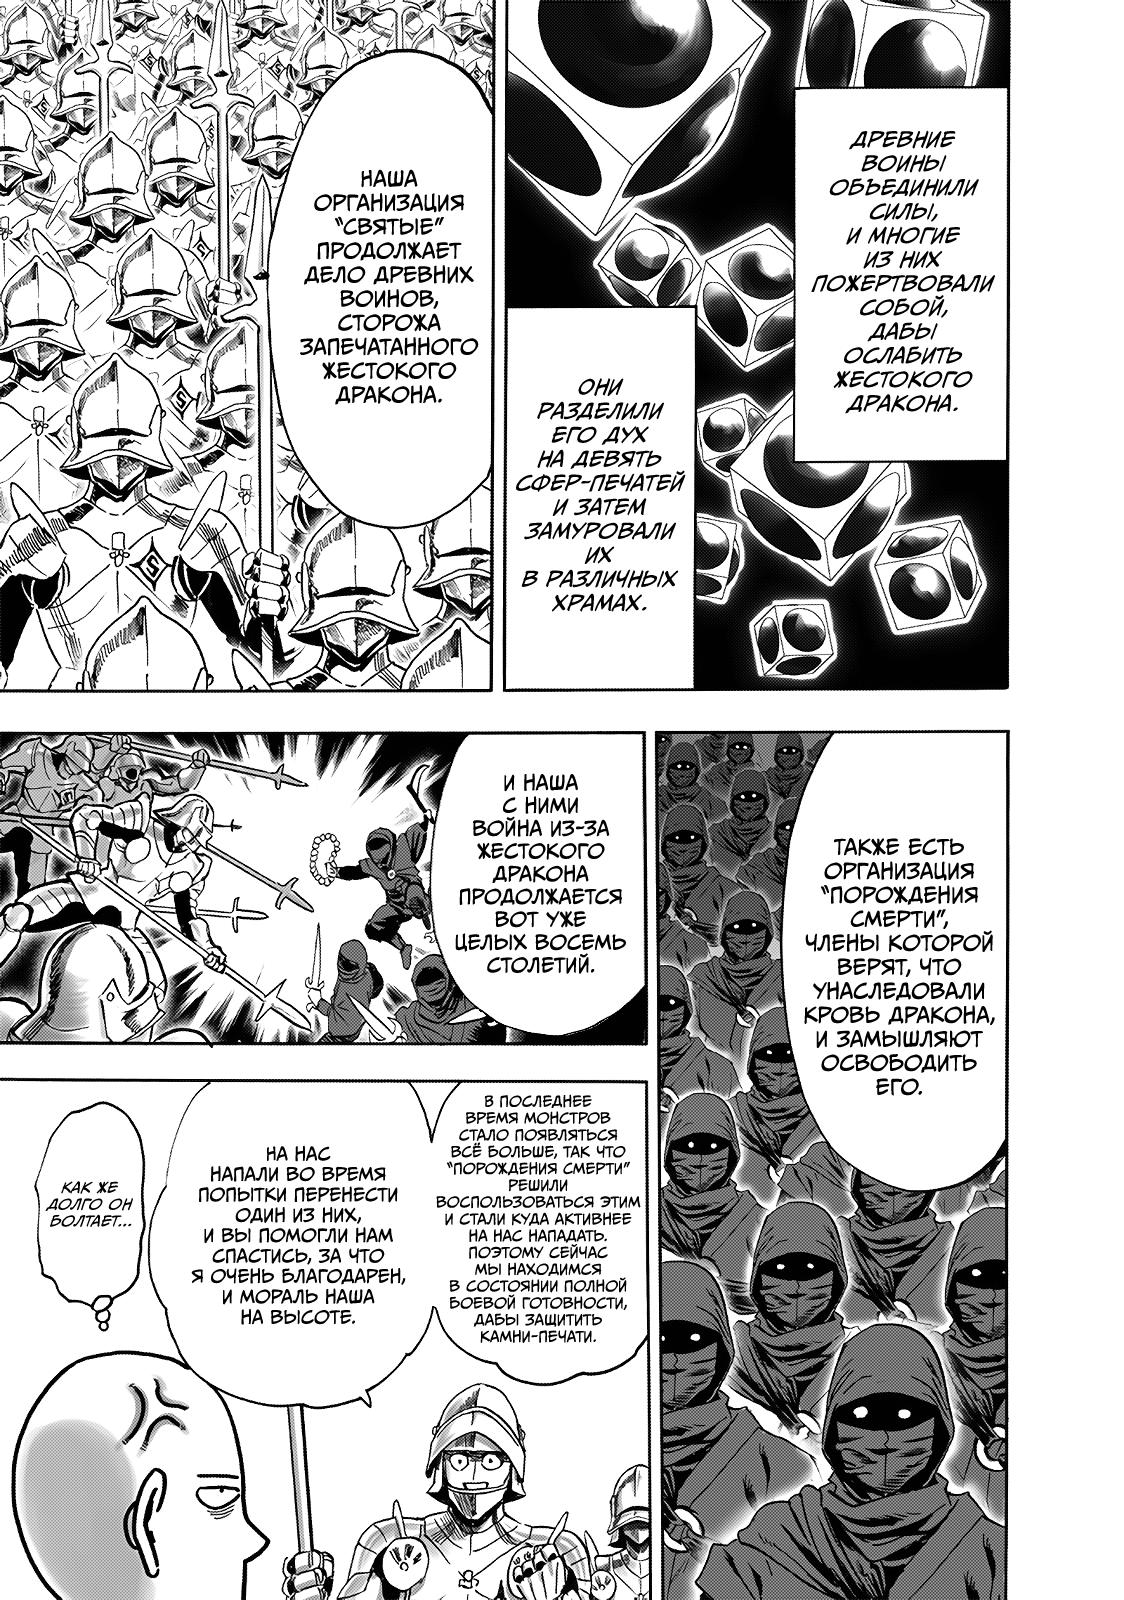 ДРЕВНИЕ
ВОИНЫ
ОБЪЕДИНИЛИ
СИЛЫ,
И МНОГИЕ
ИЗ НИХ
ПОЖЕРТВОВАЛИ
СОБОЙ,
ДАБЫ
ОСЛАБИТЬ
ЖЕСТОКОГО
ДРАКОНА.
ОНИ
РАЗДЕЛИЛИ
ЕГО ДУХ
НА ДЕВЯТЬ
СФЕР-ПЕЧАТЕЙ
И ЗАТЕМ
ЗАМУРОВАЛИ
ИХ
В РАЗЛИЧНЫХ
ХРАМАХ.
НАША
ОРГАНИЗАЦИЯ
"СВЯТЫЕ"
ПРОДОЛЖАЕТ
ДЕЛО ДРЕВНИХ
ВОИНОВ,
СТОРОЖА
ЗАПЕЧАТАННОГО
ЖЕСТОКОГО
ДРАКОНА.
ТАКЖЕ ЕСТЬ
ОРГАНИЗАЦИЯ
"ПОРОЖДЕНИЯ
СМЕРТИ",
ЧЛЕНЫ КОТОРОЙ
ВЕРЯТ, ЧТО
УНАСЛЕДОВАЛИ
КРОВЬ ДРАКОНА,
И ЗАМЫШЛЯЮТ
ОСВОБОДИТЬ
ЕГО.
И НАША
С НИМИ
ВОЙНА ИЗ-ЗА
ЖЕСТОКОГО
ДРАКОНА
ПРОДОЛЖАЕТСЯ
ВОТ УЖЕ
ЦЕЛЫХ ВОСЕМЬ
СТОЛЕТИЙ.
В ПОСЛЕДНЕЕ
ВРЕМЯ МОНСТРОВ
СТАЛО ПОЯВЛЯТЬСЯ
ВСЁ БОЛЬШЕ, ТАК ЧТО
"ПОРОЖДЕНИЯ СМЕРТИ"
РЕШИЛИ
ВОСПОЛЬЗОВАТЬСЯ ЭТИМ
И СТАЛИ КУДА АКТИВНЕЕ
НА НАС НАПАДАТЬ.
ПОЭТОМУ СЕЙЧАС
МЫ НАХОДИМСЯ
В СОСТОЯНИИ ПОЛНОЙ
БОЕВОЙ ГОТОВНОСТИ,
ДАБЫ ЗАЩИТИТЬ
КАМНИ-ПЕЧАТИ.
НА НАС
НАПАЛИ ВО ВРЕМЯ
ПОПЫТКИ ПЕРЕНЕСТИ
ОДИН ИЗ НИХ,
И ВЫ ПОМОГЛИ НАМ
СПАСТИСЬ, ЗА ЧТО
Я ОЧЕНЬ БЛАГОДАРЕН,
И МОРАЛЬ НАША
НА ВЫСОТЕ.
КАК ЖЕ
ДОЛГО ОН
БОЛТАЕТ...